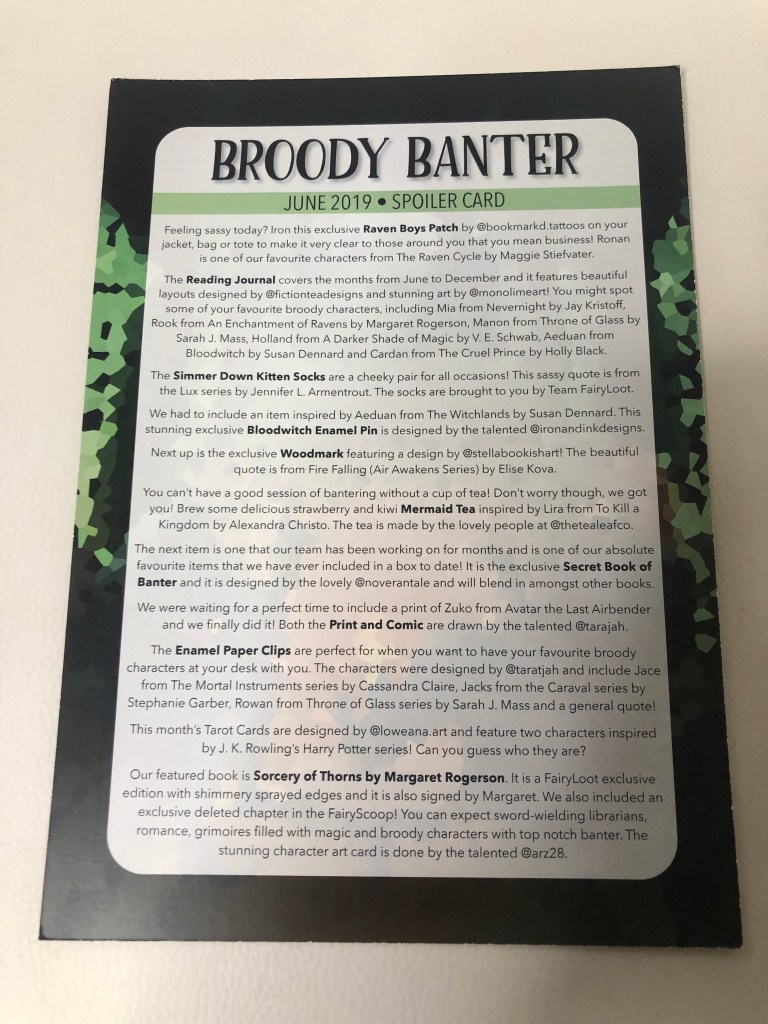 BROODY BANTER
JUNE 2019 • SPOILER CARD
Feeling sassy today? Iron this exclusive Raven Boys Patch by @bookmarkd.tattoos on your
jacket, bag or tote to make it very clear to those around you that you mean business! Ronan
is one of our favourite characters from The Raven Cycle by Maggie Stiefvater.
The Reading Journal covers the months from June to December and it features beautiful
layouts designed by @fictionteadesigns and stunning art by @monolimeart! You might spot
some of your favourite broody characters, including Mia from Nevernight by Jay Kristoff,
Rook from An Enchantment of Ravens by Margaret Rogerson, Manon from Throne of Glass by
Sarah J. Mass, Holland from A Darker Shade of Magic by V. E. Schwab, Aeduan from
Bloodwitch by Susan Dennard and Cardan from The Cruel Prince by Holly Black.
The Simmer Down Kitten Socks are a cheeky pair for all occasions! This sassy quote is from
the Lux series by Jennifer L. Armentrout. The socks are brought to you by Team FairyLoot.
We had to include an item inspired by Aeduan from The Witchlands by Susan Dennard. This
stunning exclusive Bloodwitch Enamel Pin is designed by the talented @ironandinkdesigns.
Next up is the exclusive Woodmark featuring a design by @stellabookishart! The beautiful
quote is from Fire Falling (Air Awakens Series) by Elise Kova.
You can't have a good session of bantering without a cup of tea! Don't worry though, we got
you! Brew some delicious strawberry and kiwi Mermaid Tea inspired by Lira from To Kill a
Kingdom by Alexandra Christo. The tea is made by the lovely people at @thetealeafco.
The next item is one that our team has been working on for months and is one of our absolute
favourite items that we have ever included in a box to date! It is the exclusive Secret Book of
Banter and it is designed by the lovely @noverantale and will blend in amongst other books.
We were waiting for a perfect time to include a print of Zuko from Avatar the Last Airbender
and we finally did it! Both the Print and Comic are drawn by the talented @tarajah.
The Enamel Paper Clips are perfect for when you want to have your favourite broody
characters at your desk with you. The characters were designed by @taratjah and include Jace
from The Mortal Instruments series by Cassandra Claire, Jacks from the Caraval series by
Stephanie Garber, Rowan from Throne of Glass series by Sarah J. Mass and a general quote!
This month's Tarot Cards are designed by @loweana.art and feature two characters inspired
by J. K. Rowling's Harry Potter series! Can you guess who they are?
Our featured book is Sorcery of Thorns by Margaret Rogerson. It is a FairyLoot exclusive
edition with shimmery sprayed edges and it is also signed by Margaret. We also included an
exclusive deleted chapter in the FairyScoop! You can expect sword-wielding librarians,
romance, grimoires filled with magic and broody characters with top notch banter. The
stunning character art card is done by the talented @arz28.